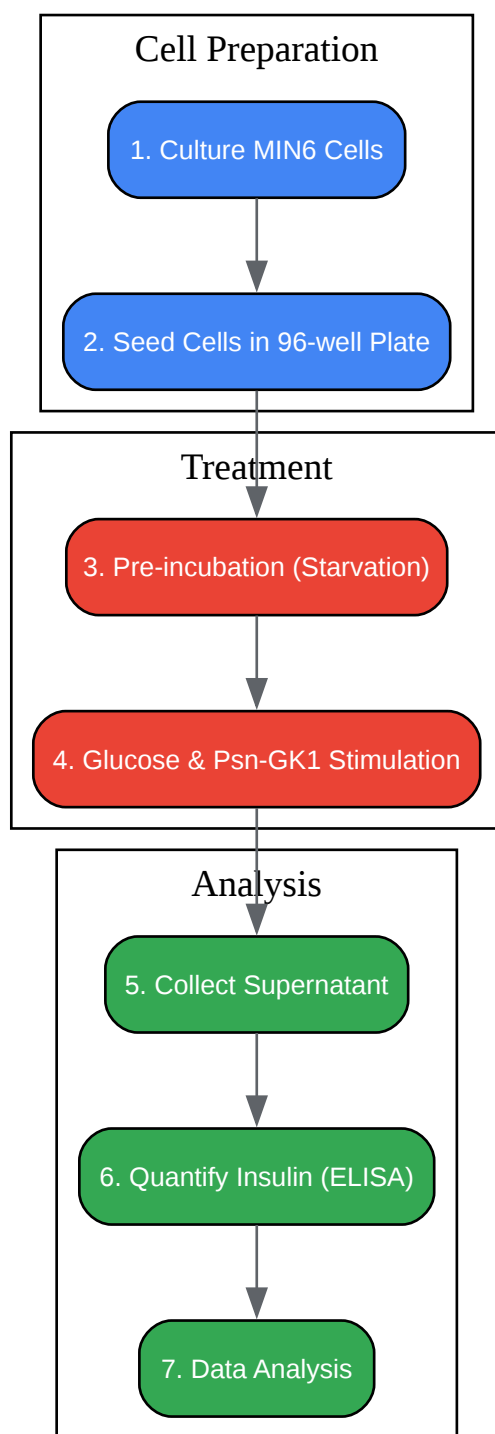 Cell Preparation
1. Culture MIN6 Cells
2. Seed Cells in 96-well Plate
Treatment
3. Pre-incubation (Starvation)
4. Glucose & Psn-GK1 Stimulation
Analysis
5. Collect Supernatant
6. Quantify Insulin (ELISA)
7. Data Analysis